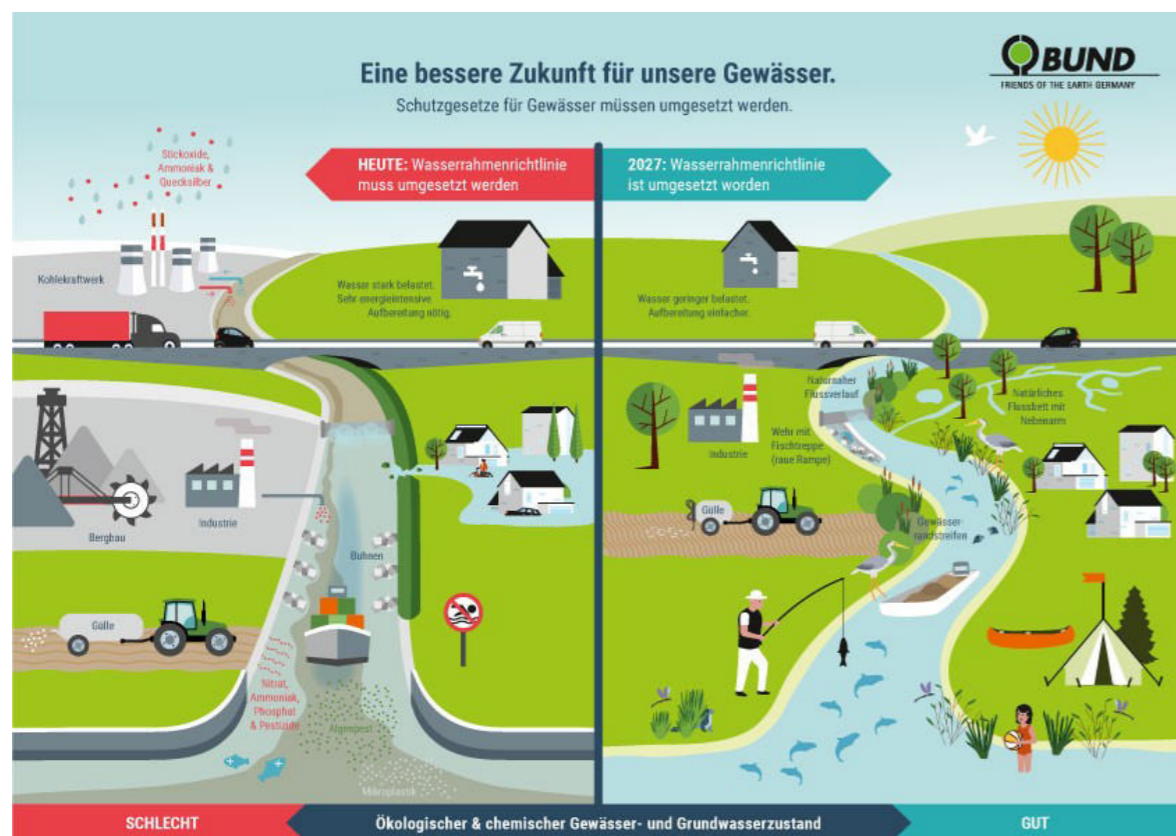 Eine bessere Zukunft für unsere Gewässer.
Schutzgesetze für Gewässer müssen umgesetzt werden.
BUND
FRIENDS OF THE EARTH GERMANY
HEUTE: Wasserrahmenrichtlinie
muss umgesetzt werden
2027: Wasserrahmenrichtlinie
ist umgesetzt worden
Stickoxide,
Ammoniak &
Quecksilber
Kohlekraftwerk
Wasser stark belastet.
Sehr energieintensive
Aufbereitung nötig.
Wasser geringer belastet.
Aufbereitung einfacher.
Bergbau
Industrie
Buhnen
Gülle
Nitrat,
Ammoniak,
Phosphat
& Pestizide
Algenpest
Mikroplastik
Industrie
Naturnaher
Flussverlauf
Wehr mit
Fischtreppe
(raue Rampe)
Natürliches
Flussbett mit
Nebenarm
Gülle
Gewässer-
randstreifen
SCHLECHT
Ökologischer & chemischer Gewässer- und Grundwasserzustand
GUT